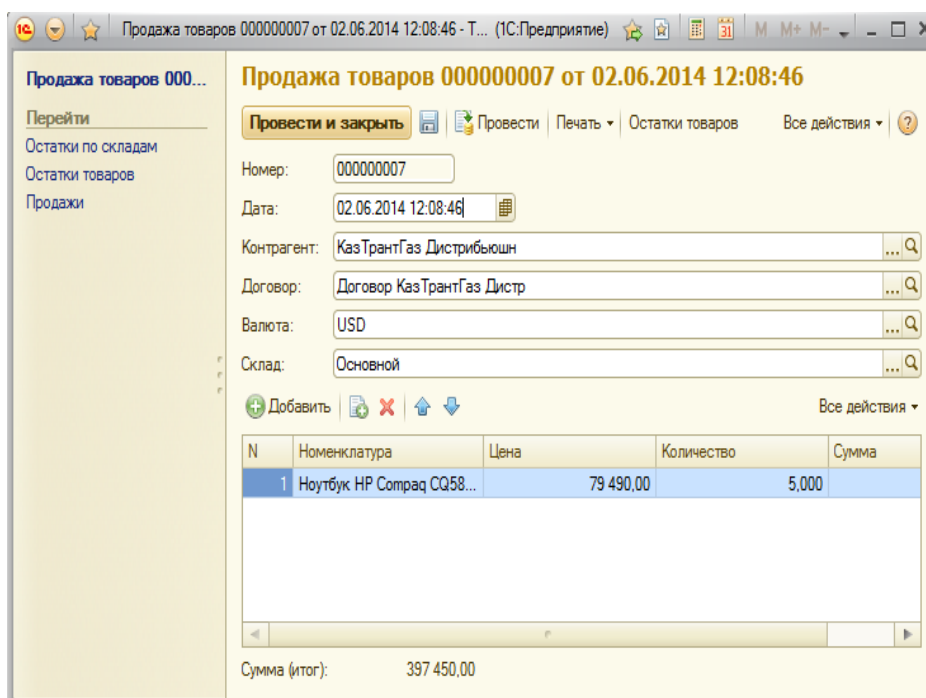 Продажа товаров 000000007 от 02.06.2014 12:08:46 - Т... (1С:Предприятие) 31 M M+ M-
Продажа товаров 000...
Перейти
Остатки по складам
Остатки товаров
Продажи
Продажа товаров 000000007 от 02.06.2014 12:08:46
Провести и закрыть Провести Печать Остатки товаров Все действия ?
Номер: 000000007
Дата: 02.06.2014 12:08:46
Контрагент: КазТрантГаз Дистрибьюшн ...
Договор: Договор КазТрантГаз Дистр ...
Валюта: USD ...
Склад: Основной ...
Добавить Все действия
N Номенклатура Цена Количество Сумма
1 Ноутбук HP Compaq CQ58... 79 490,00 5,000
Сумма (итог): 397 450,00